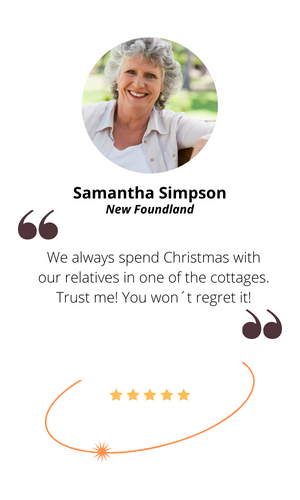 Samantha Simpson
New Foundland
We always spend Christmas with
our relatives in one of the cottages.
Trust me! You won´t regret it!